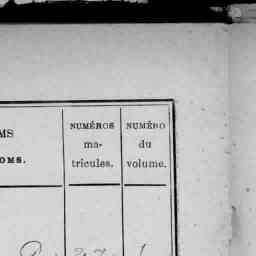 MS
OMS.
NUMÉROS
ma-
tricules.
NUMÉRO
du
volume.